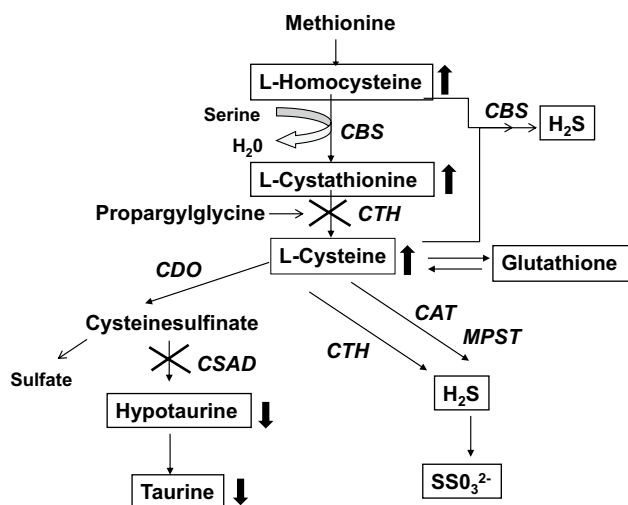 Methionine
L-Homocysteine
Serine
CBS
H₂0
CBS
H₂S
L-Cystathionine
Propargylglycine
CTH
L-Cysteine
Glutathione
CDO
CAT
MPST
CTH
Cysteinesulfinate
CSAD
Sulfate
Hypotaurine
H₂S
Taurine
SS0₃²⁻